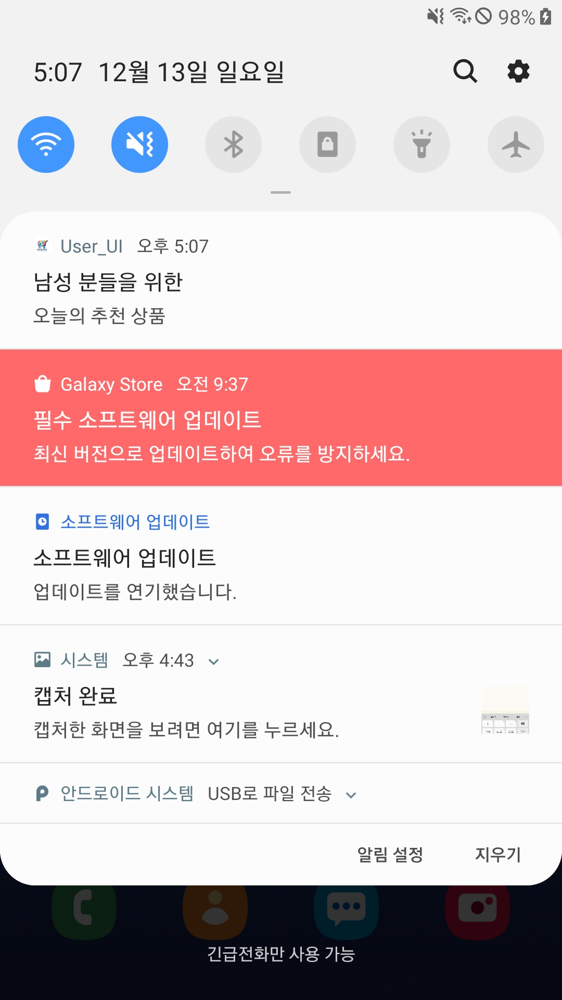 98%
5:07 12월 13일 일요일
User_UI 오후 5:07
남성 분들을 위한
오늘의 추천 상품
Galaxy Store 오전 9:37
필수 소프트웨어 업데이트
최신 버전으로 업데이트하여 오류를 방지하세요.
소프트웨어 업데이트
소프트웨어 업데이트
업데이트를 연기했습니다.
시스템 오후 4:43
캡처 완료
캡처한 화면을 보려면 여기를 누르세요.
안드로이드 시스템 USB로 파일 전송
알림 설정 지우기
긴급전화만 사용 가능